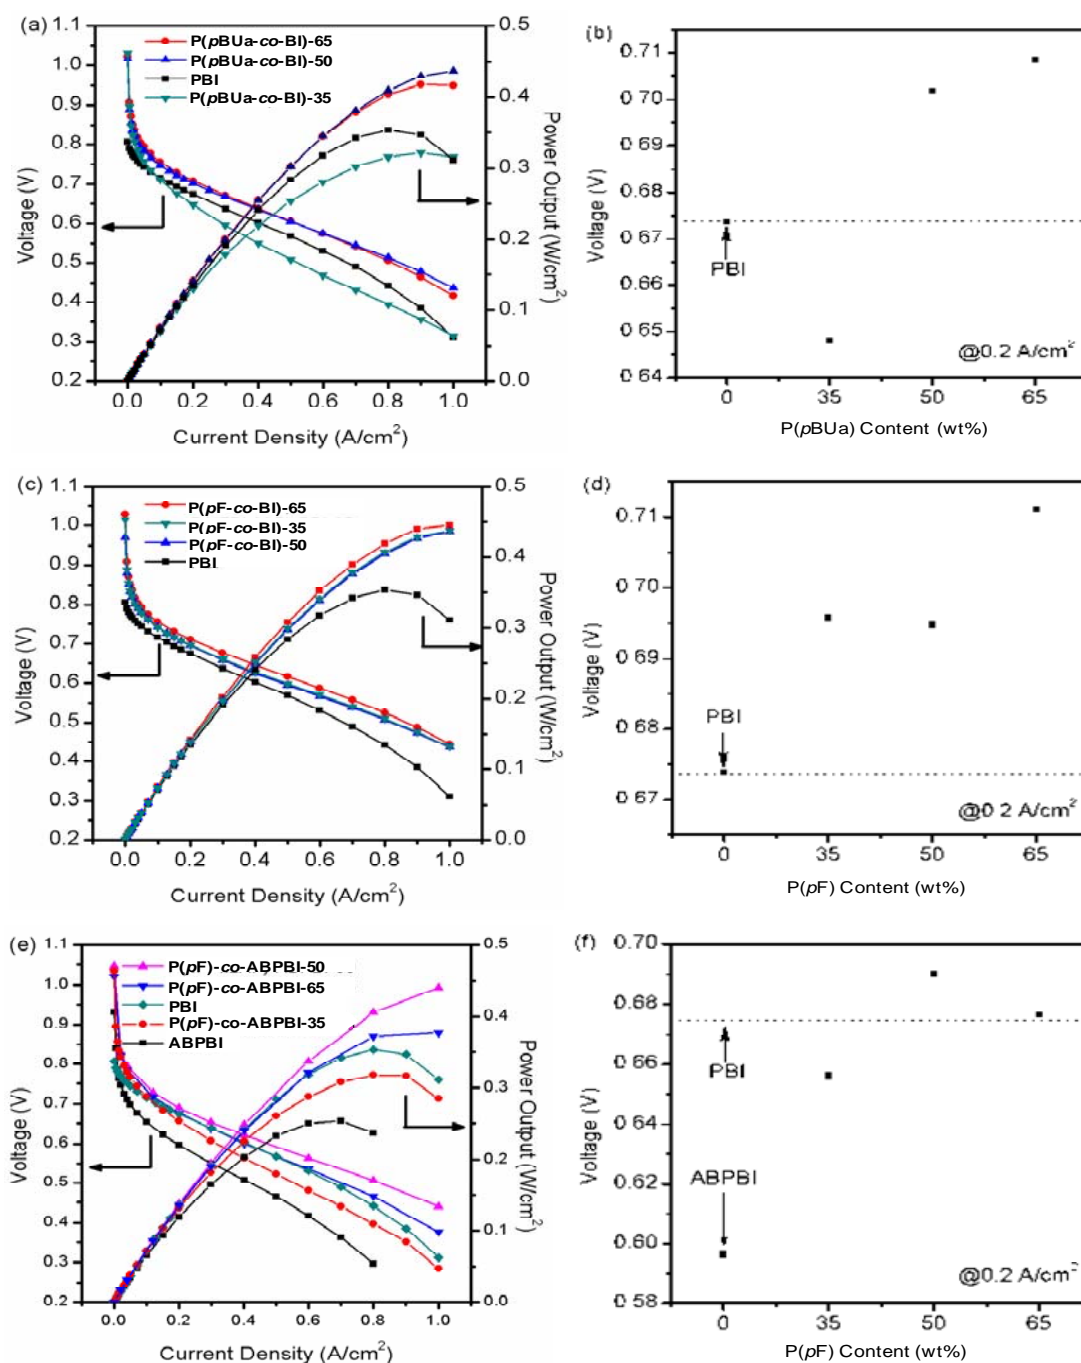 (a)
1.1
1.0
0.9
0.8
0.7
0.6
0.5
0.4
0.3
0.2
Voltage (V)
P(pBUa-co-BI)-65
P(pBUa-co-BI)-50
PBI
P(pBUa-co-BI)-35
0.5
0.4
0.3
0.2
0.1
0.0
Power Output (W/cm²)
0.0 0.2 0.4 0.6 0.8 1.0
Current Density (A/cm²)
(b)
0.71
0.70
0.69
0.68
0.67
0.66
0.65
0.64
Voltage (V)
PBI
@0.2 A/cm²
0 35 50 65
P(pBUa) Content (wt%)
(c)
1.1
1.0
0.9
0.8
0.7
0.6
0.5
0.4
0.3
0.2
Voltage (V)
P(pF-co-BI)-65
P(pF-co-BI)-35
P(pF-co-BI)-50
PBI
0.5
0.4
0.3
0.2
0.1
0.0
Power Output (W/cm²)
0.0 0.2 0.4 0.6 0.8 1.0
Current Density (A/cm²)
(d)
0.71
0.70
0.69
0.68
0.67
Voltage (V)
PBI
@0.2 A/cm²
0 35 50 65
P(pF) Content (wt%)
(e)
1.1
1.0
0.9
0.8
0.7
0.6
0.5
0.4
0.3
0.2
Voltage (V)
P(pF)-co-ABPBI-50
P(pF)-co-ABPBI-65
PBI
P(pF)-co-ABPBI-35
ABPBI
0.5
0.4
0.3
0.2
0.1
0.0
Power Output (W/cm²)
0.0 0.2 0.4 0.6 0.8 1.0
Current Density (A/cm²)
(f)
0.70
0.68
0.66
0.64
0.62
0.60
0.58
Voltage (V)
PBI
ABPBI
@0.2 A/cm²
0 35 50 65
P(pF) Content (wt%)